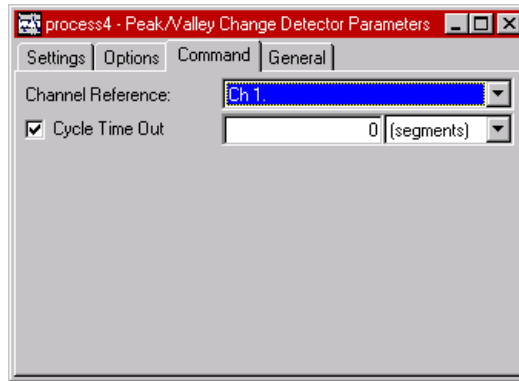 process4 - Peak/Valley Change Detector Parameters
Settings Options Command General
Channel Reference: Ch 1.
Cycle Time Out 0 (segments)